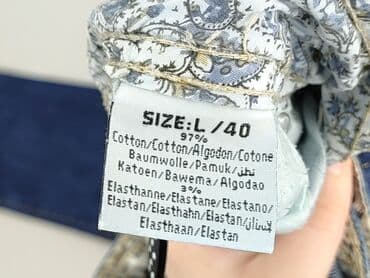 SIZE:L/40
97%
Cotton/Cotton/Algodon/Cotone
Baumwolle/Pamuk/قطن
Katoen/Bawema/Algodao
3%
Elasthanne/Elastane/Elastano/
Elastan/Elasthahn/Elastan/
Elasthaan/Elastan